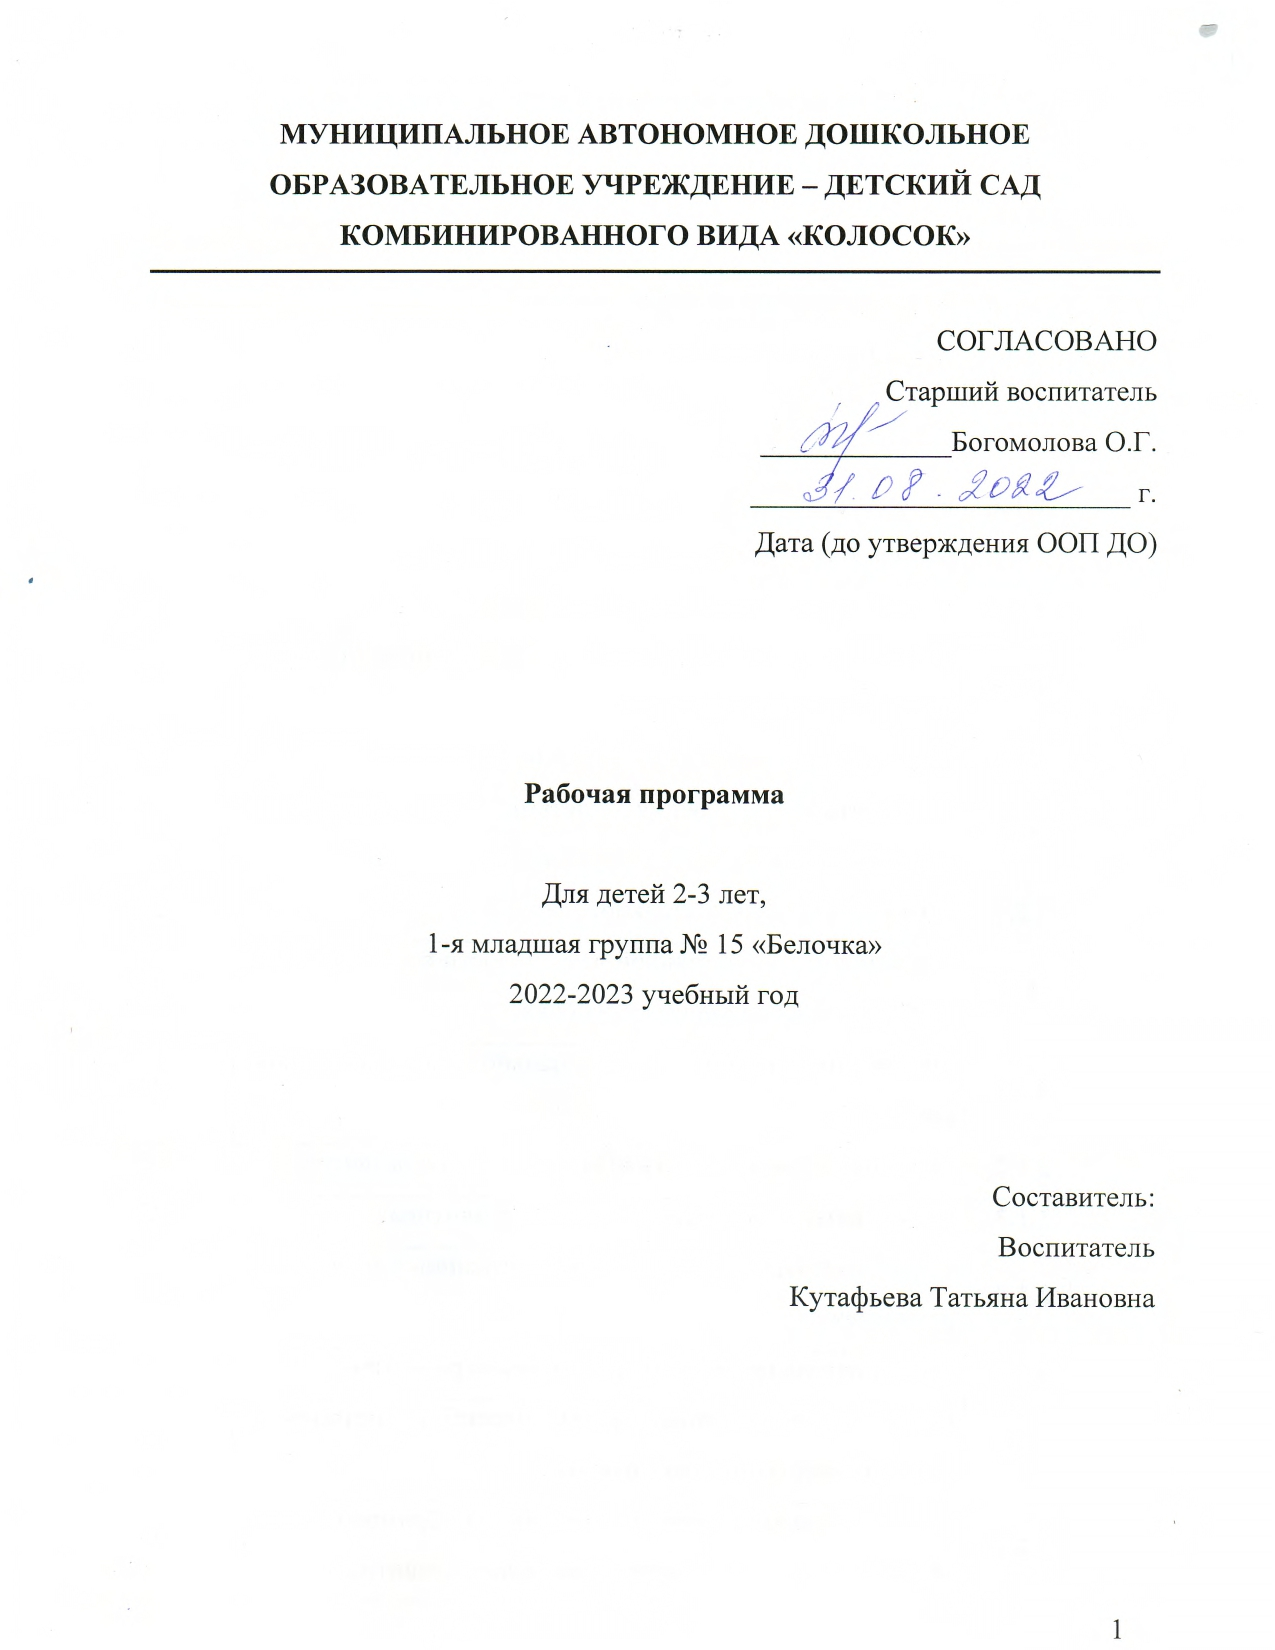 МУНИЦИПАЛЬНОЕ АВТОНОМНОЕ ДОШКОЛЬНОЕ
ОБРАЗОВАТЕЛЬНОЕ УЧРЕЖДЕНИЕ – ДЕТСКИЙ САД
КОМБИНИРОВАННОГО ВИДА «КОЛОСОК»
СОГЛАСОВАНО
Старший воспитатель
Богомолова О.Г.
31.08.2022 г.
Дата (до утверждения ООП ДО)
Рабочая программа
Для детей 2-3 лет,
1-я младшая группа № 15 «Белочка»
2022-2023 учебный год
Составитель:
Воспитатель
Кутафьева Татьяна Ивановна
1